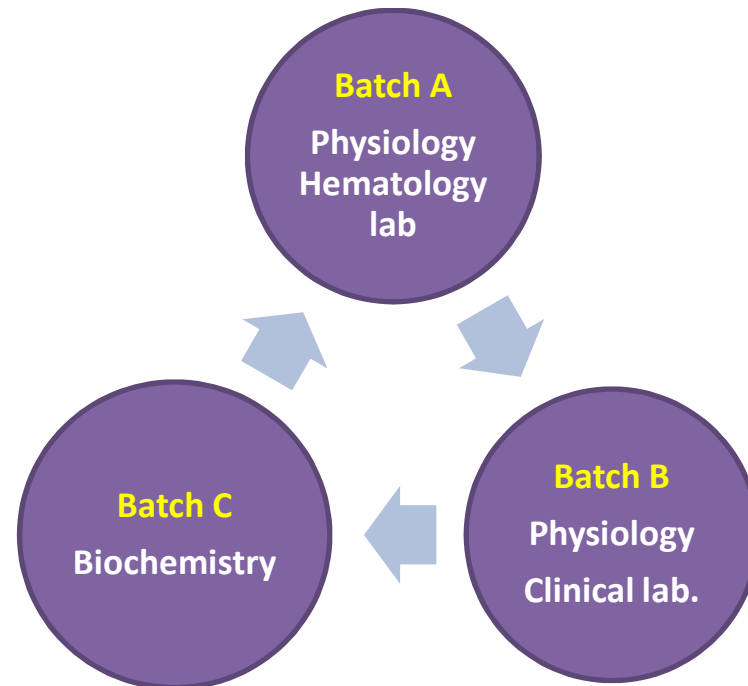 Batch A
Physiology
Hematology
lab
Batch B
Physiology
Clinical lab.
Batch C
Biochemistry